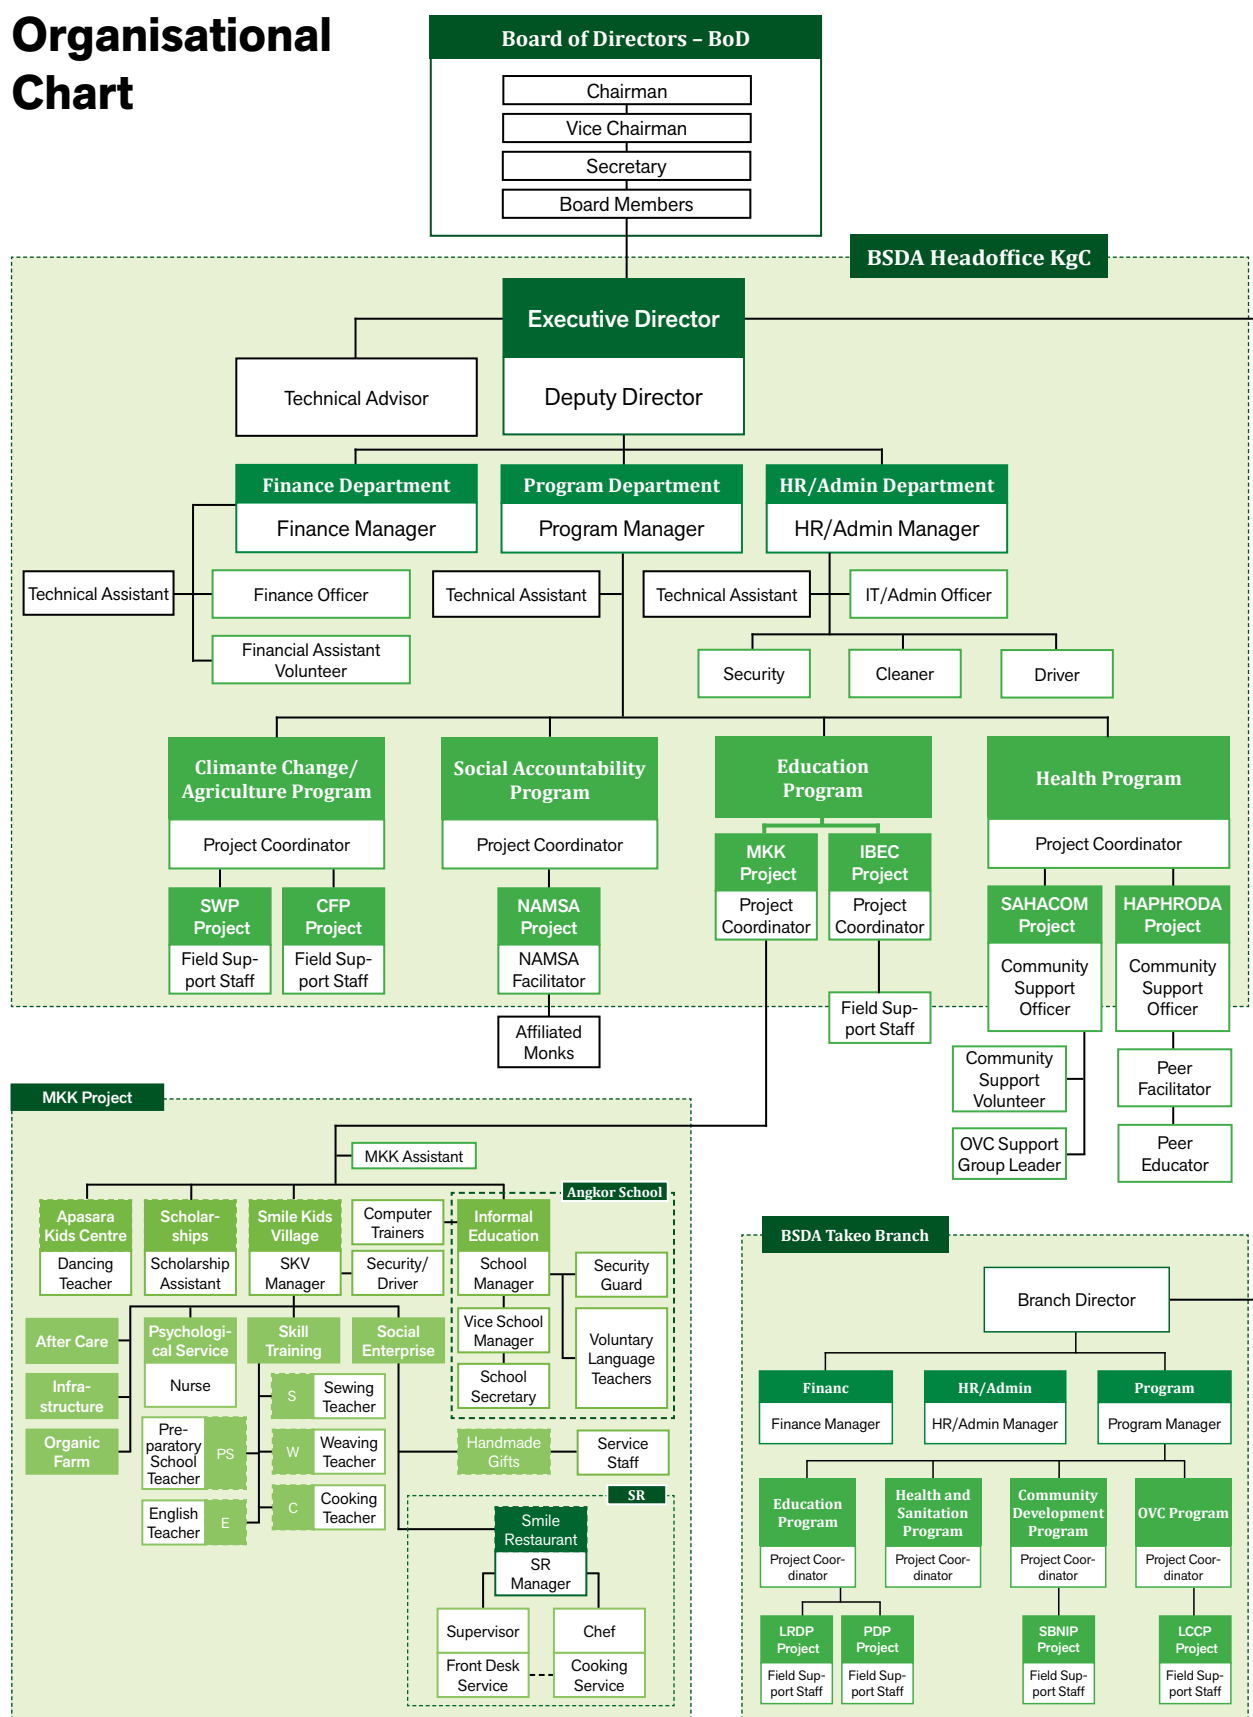 Organisational
Chart
Board of Directors – BoD
Chairman
Vice Chairman
Secretary
Board Members
BSDA Headoffice KgC
Executive Director
Deputy Director
Technical Advisor
Finance Department
Finance Manager
Program Department
Program Manager
HR/Admin Department
HR/Admin Manager
Technical Assistant
Finance Officer
Technical Assistant
Technical Assistant
IT/Admin Officer
Financial Assistant
Volunteer
Security
Cleaner
Driver
Climante Change/
Agriculture Program
Project Coordinator
Social Accountability
Program
Project Coordinator
Education
Program
Health Program
Project Coordinator
SWP
Project
Field Sup-
port Staff
CFP
Project
Field Sup-
port Staff
NAMSA
Project
NAMSA
Facilitator
Affiliated
Monks
MKK
Project
Project
Coordinator
IBEC
Project
Project
Coordinator
Field Sup-
port Staff
SAHACOM
Project
Community
Support
Officer
HAPHRODA
Project
Community
Support
Officer
Community
Support
Volunteer
OVC Support
Group Leader
Peer
Facilitator
Peer
Educator
MKK Project
MKK Assistant
Apasara
Kids Centre
Dancing
Teacher
Scholar-
ships
Scholarship
Assistant
Smile Kids
Village
SKV
Manager
Computer
Trainers
Security/
Driver
Angkor School
Informal
Education
School
Manager
Security
Guard
Vice School
Manager
School
Secretary
Voluntary
Language
Teachers
After Care
Infra-
structure
Organic
Farm
Psychologi-
cal Service
Nurse
Skill
Training
Social
Enterprise
S
Sewing
Teacher
Pre-
paratory
School
Teacher
PS
W
Weaving
Teacher
English
Teacher
E
C
Cooking
Teacher
Handmade
Gifts
Service
Staff
SR
Smile
Restaurant
SR
Manager
Supervisor
Front Desk
Service
Chef
Cooking
Service
BSDA Takeo Branch
Branch Director
Financ
Finance Manager
HR/Admin
HR/Admin Manager
Program
Program Manager
Education
Program
Project Coor-
dinator
Health and
Sanitation
Program
Project Coor-
dinator
Community
Development
Program
Project Coor-
dinator
OVC Program
Project Coor-
dinator
LRDP
Project
Field Sup-
port Staff
PDP
Project
Field Sup-
port Staff
SBNIP
Project
Field Sup-
port Staff
LCCP
Project
Field Sup-
port Staff